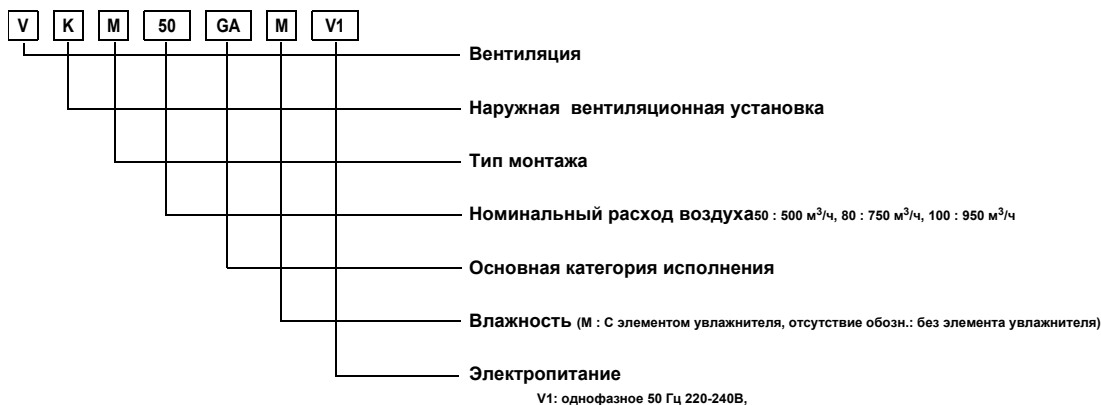 V K M 50 GA M V1
Вентиляция
Наружная вентиляционная установка
Тип монтажа
Номинальный расход воздуха50 : 500 м³/ч, 80 : 750 м³/ч, 100 : 950 м³/ч
Основная категория исполнения
Влажность (M : С элементом увлажнителя, отсутствие обозн.: без элемента увлажнителя)
Электропитание
V1: однофазное 50 Гц 220-240В,